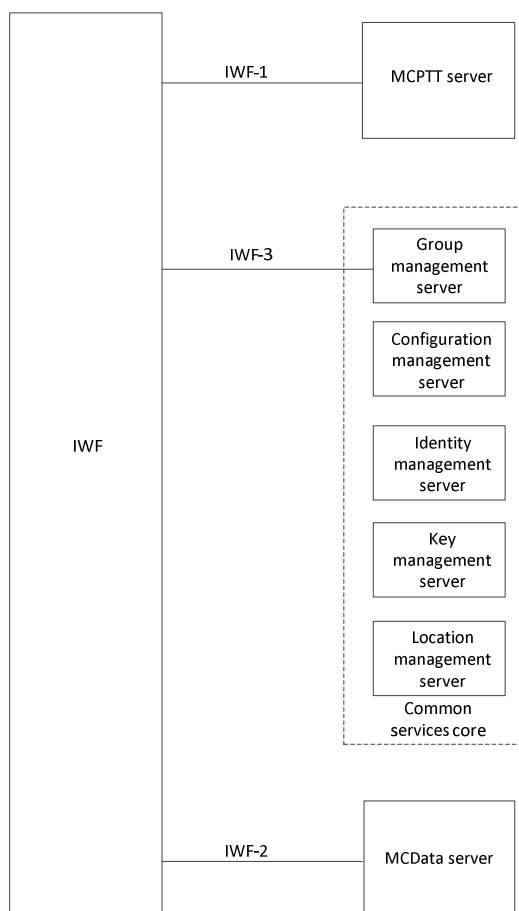 IWF-1
MCPTT server
IWF-3
Group
management
server
Configuration
management
server
IWF
Identity
management
server
Key
management
server
Location
management
server
Common
services core
IWF-2
MCData server